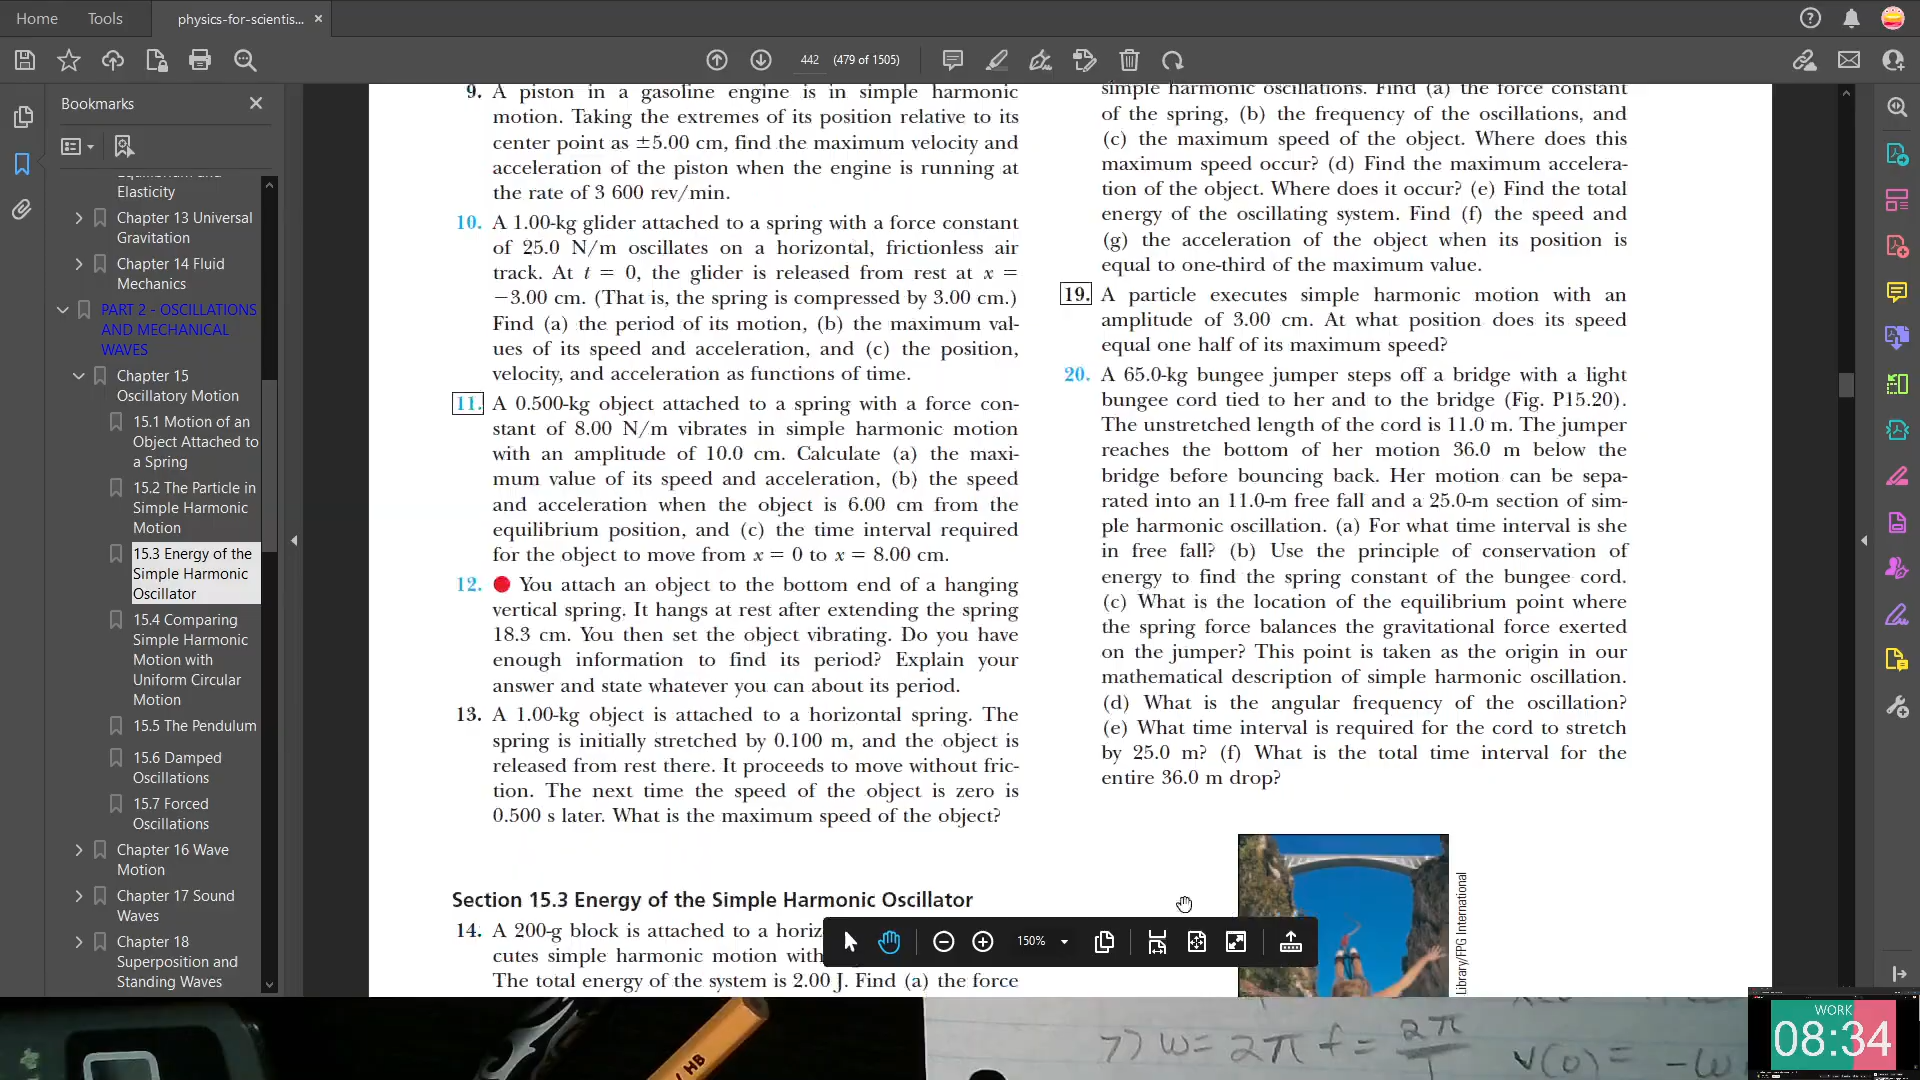 Home
Tools
physics-for-scientis...
442
(479 of 1505)
Bookmarks
Elasticity
Chapter 13 Universal
Gravitation
Chapter 14 Fluid
Mechanics
PART 2 - OSCILLATIONS
AND MECHANICAL
WAVES
Chapter 15
Oscillatory Motion
15.1 Motion of an
Object Attached to
a Spring
15.2 The Particle in
Simple Harmonic
Motion
15.3 Energy of the
Simple Harmonic
Oscillator
15.4 Comparing
Simple Harmonic
Motion with
Uniform Circular
Motion
15.5 The Pendulum
15.6 Damped
Oscillations
15.7 Forced
Oscillations
Chapter 16 Wave
Motion
Chapter 17 Sound
Waves
Chapter 18
Superposition and
Standing Waves
9. A piston in a gasoline engine is in simple harmonic
motion. Taking the extremes of its position relative to its
center point as ±5.00 cm, find the maximum velocity and
acceleration of the piston when the engine is running at
the rate of 3 600 rev/min.
10. A 1.00-kg glider attached to a spring with a force constant
of 25.0 N/m oscillates on a horizontal, frictionless air
track. At t = 0, the glider is released from rest at x =
−3.00 cm. (That is, the spring is compressed by 3.00 cm.)
Find (a) the period of its motion, (b) the maximum val-
ues of its speed and acceleration, and (c) the position,
velocity, and acceleration as functions of time.
11. A 0.500-kg object attached to a spring with a force con-
stant of 8.00 N/m vibrates in simple harmonic motion
with an amplitude of 10.0 cm. Calculate (a) the maxi-
mum value of its speed and acceleration, (b) the speed
and acceleration when the object is 6.00 cm from the
equilibrium position, and (c) the time interval required
for the object to move from x = 0 to x = 8.00 cm.
12. You attach an object to the bottom end of a hanging
vertical spring. It hangs at rest after extending the spring
18.3 cm. You then set the object vibrating. Do you have
enough information to find its period? Explain your
answer and state whatever you can about its period.
13. A 1.00-kg object is attached to a horizontal spring. The
spring is initially stretched by 0.100 m, and the object is
released from rest there. It proceeds to move without fric-
tion. The next time the speed of the object is zero is
0.500 s later. What is the maximum speed of the object?
Section 15.3 Energy of the Simple Harmonic Oscillator
14. A 200-g block is attached to a horiz
cutes simple harmonic motion with
The total energy of the system is 2.00 J. Find (a) the force
simple harmonic oscillations. Find (a) the force constant
of the spring, (b) the frequency of the oscillations, and
(c) the maximum speed of the object. Where does this
maximum speed occur? (d) Find the maximum accelera-
tion of the object. Where does it occur? (e) Find the total
energy of the oscillating system. Find (f) the speed and
(g) the acceleration of the object when its position is
equal to one-third of the maximum value.
19. A particle executes simple harmonic motion with an
amplitude of 3.00 cm. At what position does its speed
equal one half of its maximum speed?
20. A 65.0-kg bungee jumper steps off a bridge with a light
bungee cord tied to her and to the bridge (Fig. P15.20).
The unstretched length of the cord is 11.0 m. The jumper
reaches the bottom of her motion 36.0 m below the
bridge before bouncing back. Her motion can be sepa-
rated into an 11.0-m free fall and a 25.0-m section of sim-
ple harmonic oscillation. (a) For what time interval is she
in free fall? (b) Use the principle of conservation of
energy to find the spring constant of the bungee cord.
(c) What is the location of the equilibrium point where
the spring force balances the gravitational force exerted
on the jumper? This point is taken as the origin in our
mathematical description of simple harmonic oscillation.
(d) What is the angular frequency of the oscillation?
(e) What time interval is required for the cord to stretch
by 25.0 m? (f) What is the total time interval for the
entire 36.0 m drop?
Library/FPG International
150%
/ HB
7) W = 2π f = 2π
v(0) = -ω
WORK
08:34